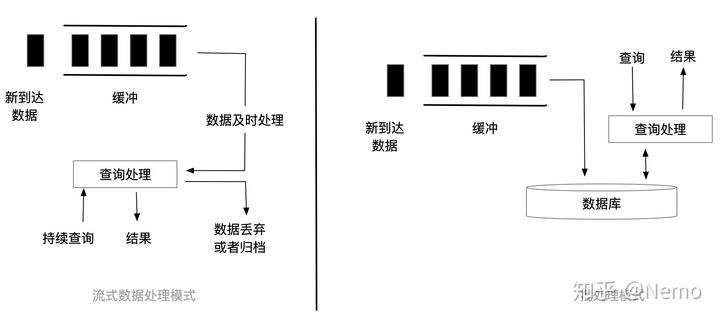 新到达
数据
缓冲
数据及时处理
查询处理
持续查询
结果
数据丢弃
或者归档
流式数据处理模式
新到达
数据
缓冲
查询
结果
查询处理
数据库
处理模式
知乎 @Nemo